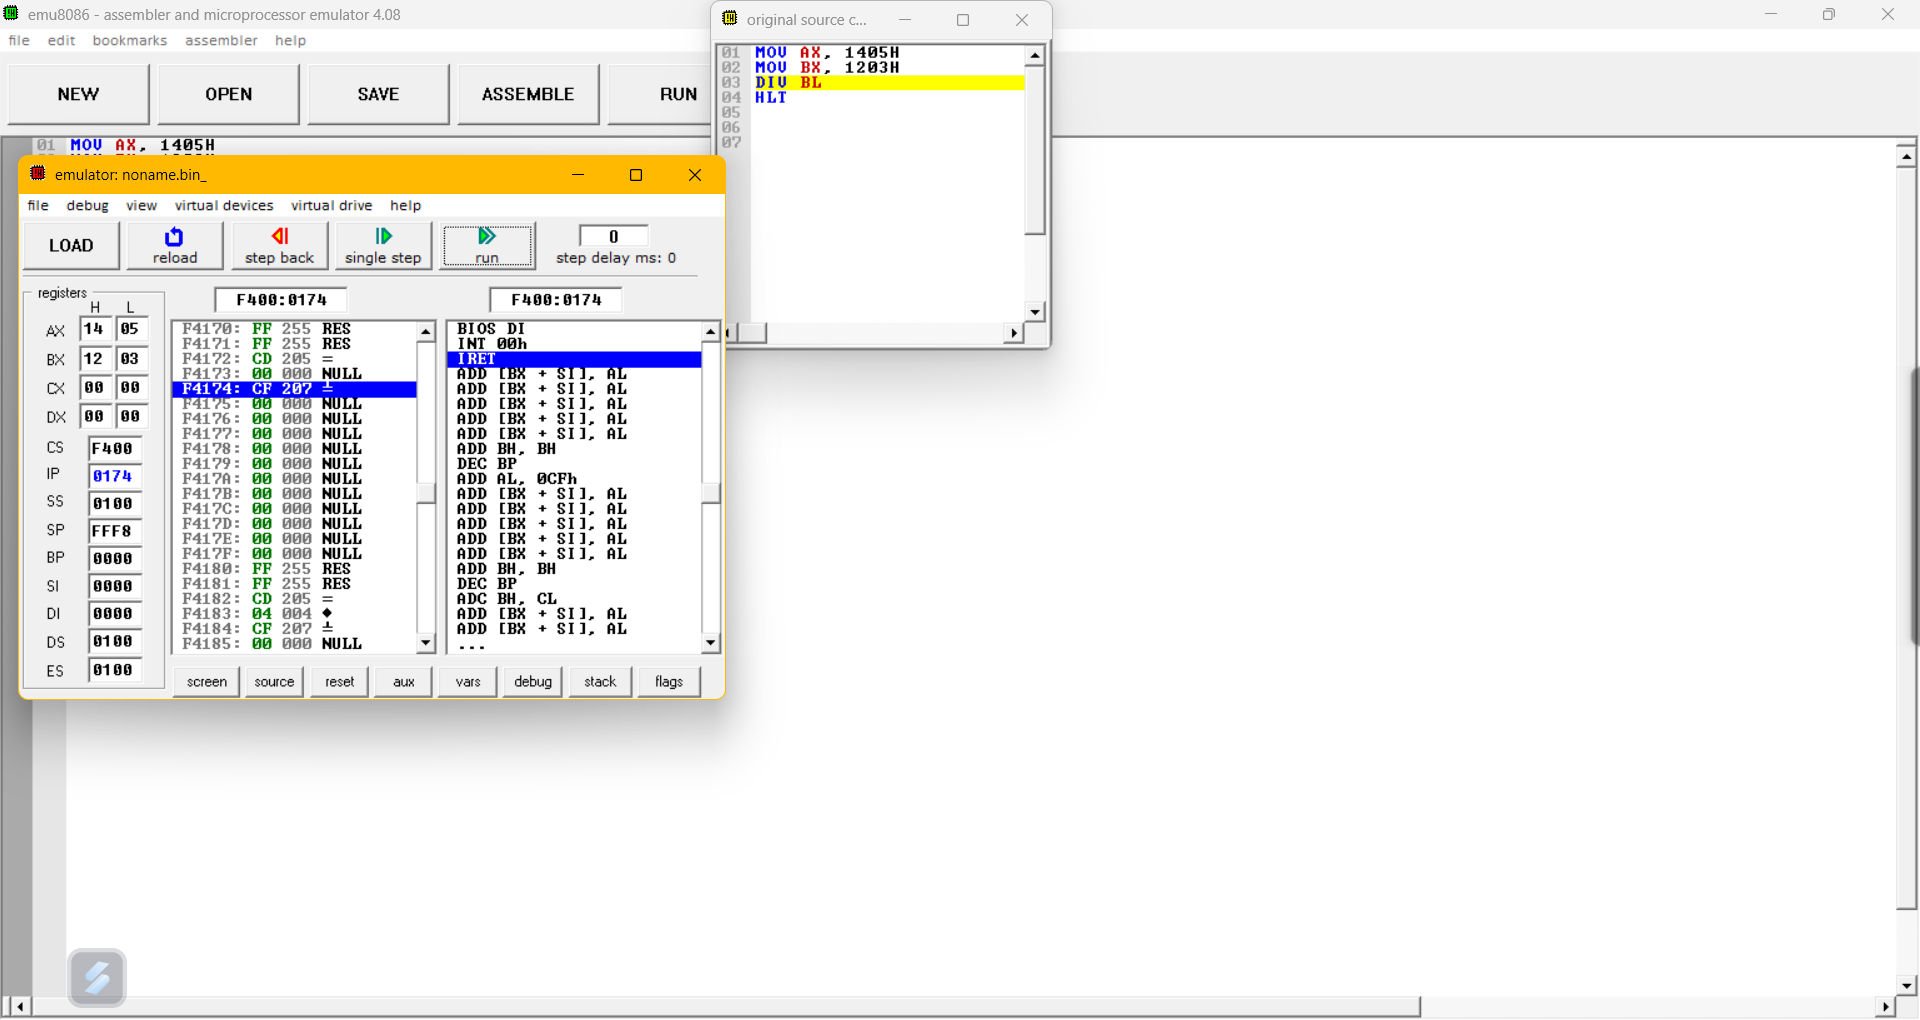 emu8086 - assembler and microprocessor emulator 4.08
file edit bookmarks assembler help
NEW OPEN SAVE ASSEMBLE RUN
01 MOV AX, 1405H
original source c...
01 MOV AX, 1405H
02 MOV BX, 1203H
03 DIV BL
04 HLT
05
06
07
emulator: noname.bin_
file debug view virtual devices virtual drive help
LOAD reload step back single step run 0
step delay ms: 0
registers
H L
AX 14 05
BX 12 03
CX 00 00
DX 00 00
CS F400
IP 0174
SS 0100
SP FFF8
BP 0000
SI 0000
DI 0000
DS 0100
ES 0100
F400:0174
F4170: FF 255 RES
F4171: FF 255 RES
F4172: CD 205 =
F4173: 00 000 NULL
F4174: CF 207 ╧
F4175: 00 000 NULL
F4176: 00 000 NULL
F4177: 00 000 NULL
F4178: 00 000 NULL
F4179: 00 000 NULL
F417A: 00 000 NULL
F417B: 00 000 NULL
F417C: 00 000 NULL
F417D: 00 000 NULL
F417E: 00 000 NULL
F417F: 00 000 NULL
F4180: FF 255 RES
F4181: FF 255 RES
F4182: CD 205 =
F4183: 04 004 ♦
F4184: CF 207 ╧
F4185: 00 000 NULL
F400:0174
BIOS DI
INT 00h
IRET
ADD [BX + SI], AL
ADD [BX + SI], AL
ADD [BX + SI], AL
ADD [BX + SI], AL
ADD [BX + SI], AL
ADD BH, BH
DEC BP
ADD AL, 0CFh
ADD [BX + SI], AL
ADD [BX + SI], AL
ADD [BX + SI], AL
ADD [BX + SI], AL
ADD [BX + SI], AL
ADD BH, BH
DEC BP
ADC BH, CL
ADD [BX + SI], AL
ADD [BX + SI], AL
...
screen source reset aux vars debug stack flags